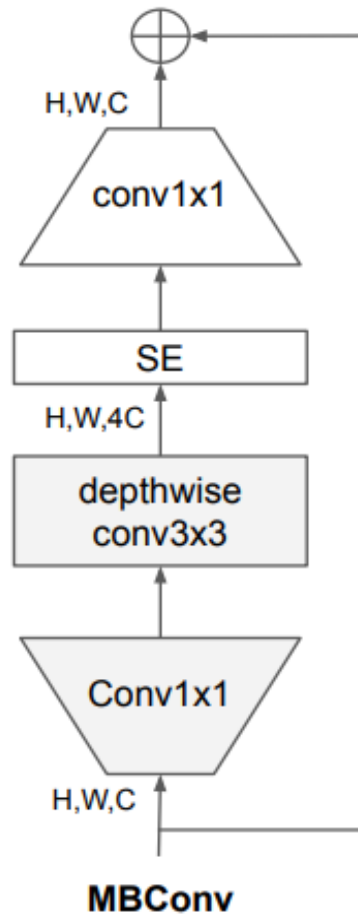 H,W,C
conv1x1
SE
H,W,4C
depthwise
conv3x3
Conv1x1
H,W,C
MBConv